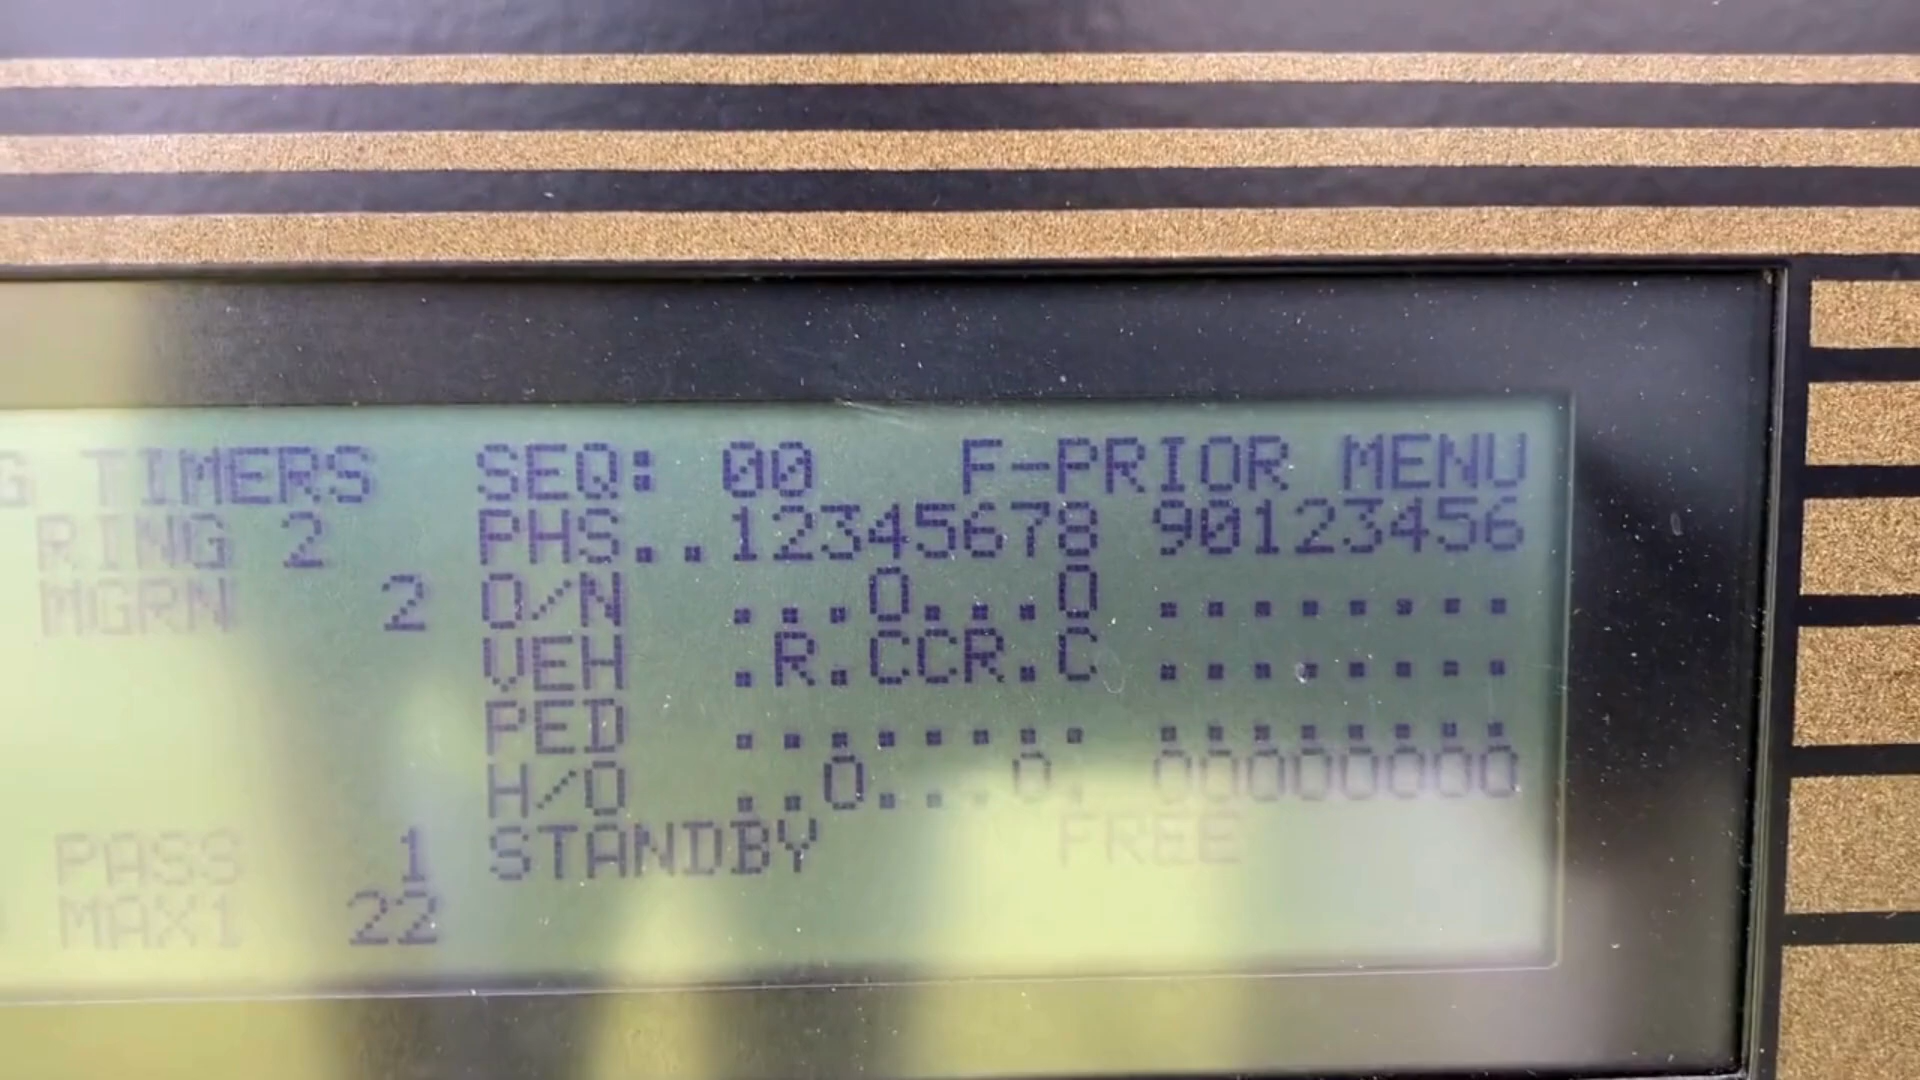 G TIMERS SEQ: 00 F-PRIOR MENU
RING 2 PHS..12345678 90123456
MGRN 2 O/N ...O...O ........
VEH .R.CCR.C ........
PED ........ ........
H/O ..O...O. OOOOOOOO
PASS 1 STANDBY FREE
MAX1 22